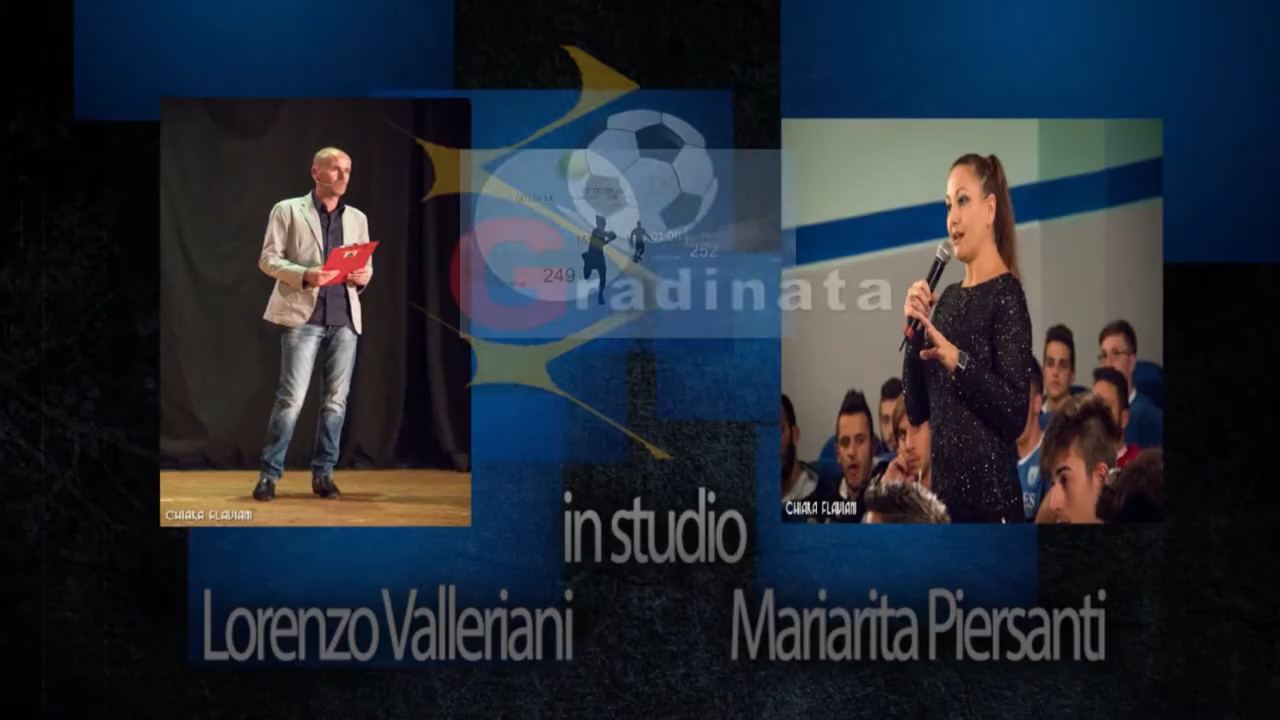 Gradinata
249
252
CHIARA FLAVIANI
CHIARA FLAVIANI
in studio
Lorenzo Valleriani
Mariarita Piersanti